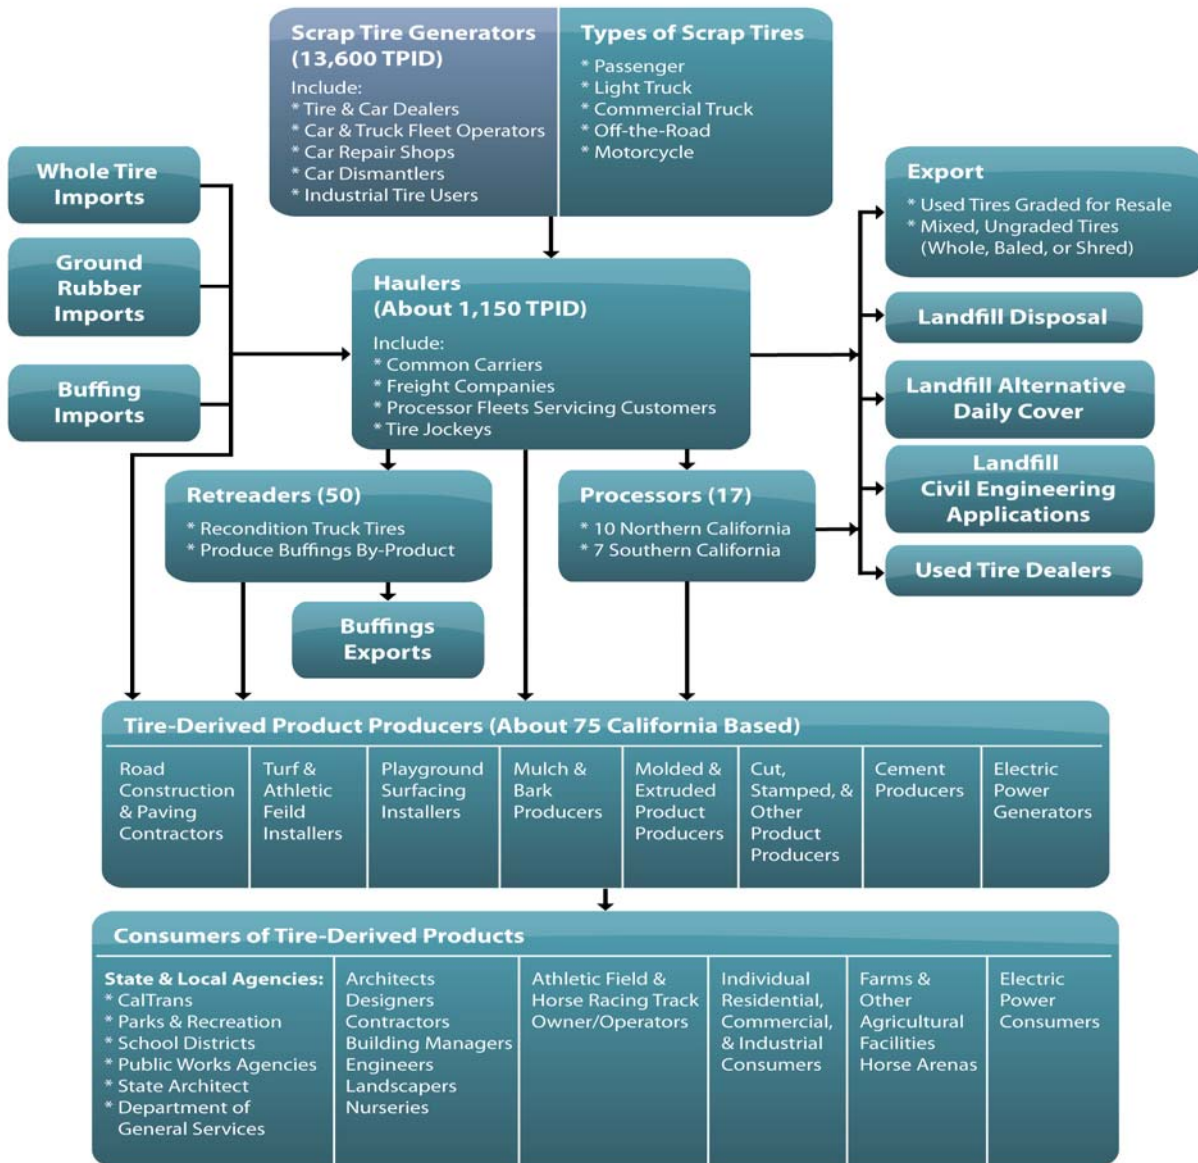 Scrap Tire Generators
(13,600 TPID)
Include:
* Tire & Car Dealers
* Car & Truck Fleet Operators
* Car Repair Shops
* Car Dismantlers
* Industrial Tire Users
Types of Scrap Tires
* Passenger
* Light Truck
* Commercial Truck
* Off-the-Road
* Motorcycle
Whole Tire
Imports
Ground
Rubber
Imports
Buffing
Imports
Haulers
(About 1,150 TPID)
Include:
* Common Carriers
* Freight Companies
* Processor Fleets Servicing Customers
* Tire Jockeys
Export
* Used Tires Graded for Resale
* Mixed, Ungraded Tires
(Whole, Baled, or Shred)
Landfill Disposal
Landfill Alternative
Daily Cover
Landfill
Civil Engineering
Applications
Used Tire Dealers
Retreaders (50)
* Recondition Truck Tires
* Produce Buffings By-Product
Processors (17)
* 10 Northern California
* 7 Southern California
Buffings
Exports
Tire-Derived Product Producers (About 75 California Based)
Road
Construction
& Paving
Contractors
Turf &
Athletic
Feild
Installers
Playground
Surfacing
Installers
Mulch &
Bark
Producers
Molded &
Extruded
Product
Producers
Cut,
Stamped, &
Other
Product
Producers
Cement
Producers
Electric
Power
Generators
Consumers of Tire-Derived Products
State & Local Agencies:
* CalTrans
* Parks & Recreation
* School Districts
* Public Works Agencies
* State Architect
* Department of
General Services
Architects
Designers
Contractors
Building Managers
Engineers
Landscapers
Nurseries
Athletic Field &
Horse Racing Track
Owner/Operators
Individual
Residential,
Commercial,
& Industrial
Consumers
Farms &
Other
Agricultural
Facilities
Horse Arenas
Electric
Power
Consumers